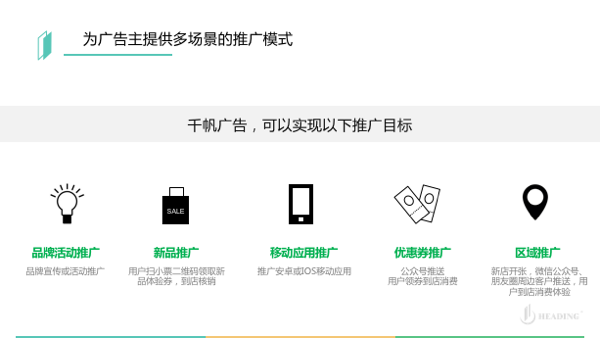 为广告主提供多场景的推广模式
千帆广告，可以实现以下推广目标
SALE
品牌活动推广
品牌宣传或活动推广
新品推广
用户扫小票二维码领取新
品体验券，到店核销
移动应用推广
推广安卓或IOS移动应用
优惠券推广
公众号推送
用户领券到店消费
区域推广
新店开张，微信公众号、
朋友圈周边客户推送，用
户到店消费体验
HEADING